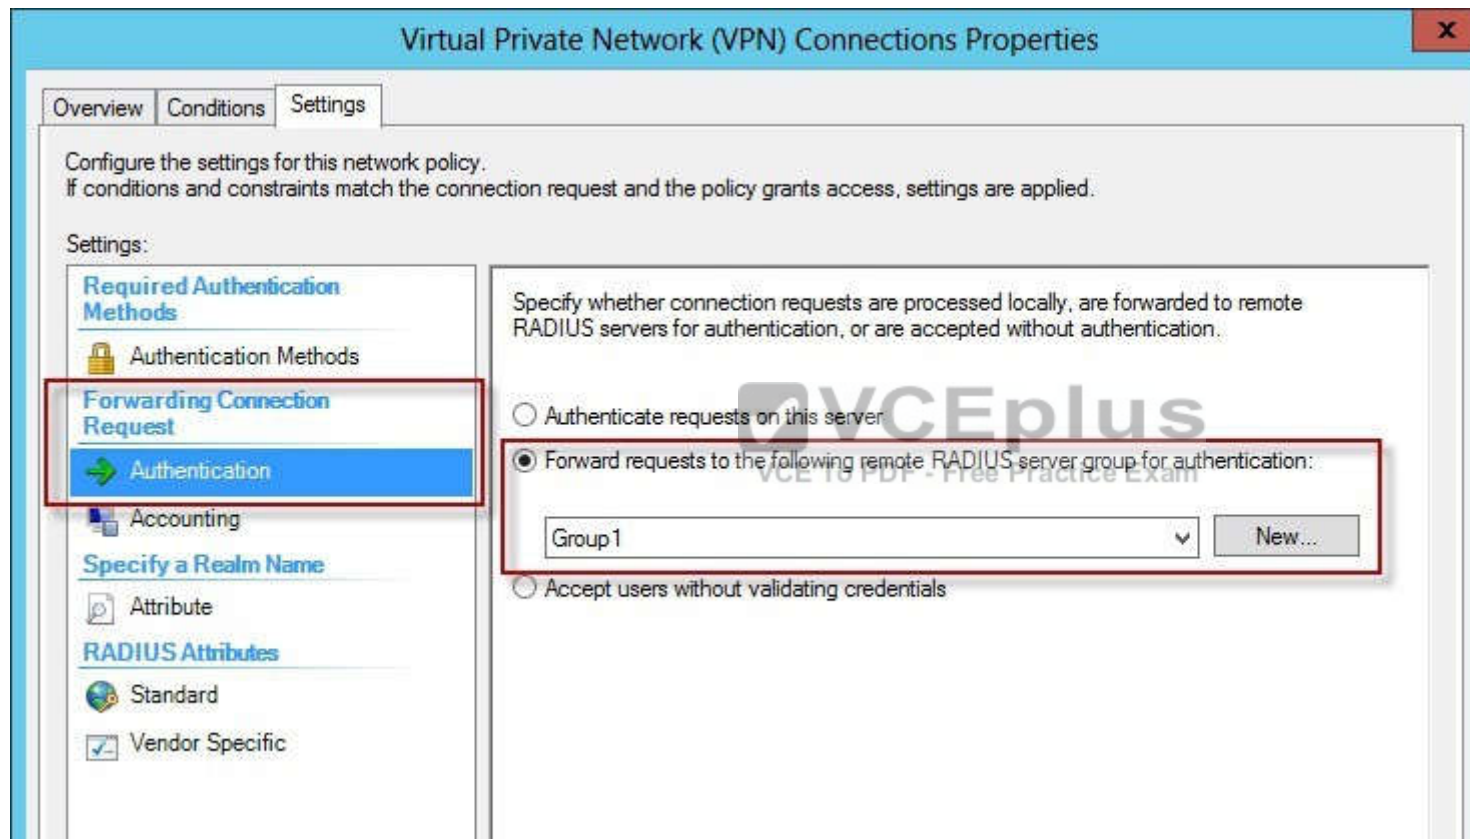 Virtual Private Network (VPN) Connections Properties
x
Overview
Conditions
Settings
Configure the settings for this network policy.
If conditions and constraints match the connection request and the policy grants access, settings are applied.
Settings:
Required Authentication
Methods
Authentication Methods
Forwarding Connection
Request
Authentication
Accounting
Specify a Realm Name
Attribute
RADIUS Attributes
Standard
Vendor Specific
Specify whether connection requests are processed locally, are forwarded to remote
RADIUS servers for authentication, or are accepted without authentication.
Authenticate requests on this server
VCEplus
Forward requests to the following remote RADIUS server group for authentication:
VCE To PDF - Free Practice Exam
Group1
New...
Accept users without validating credentials